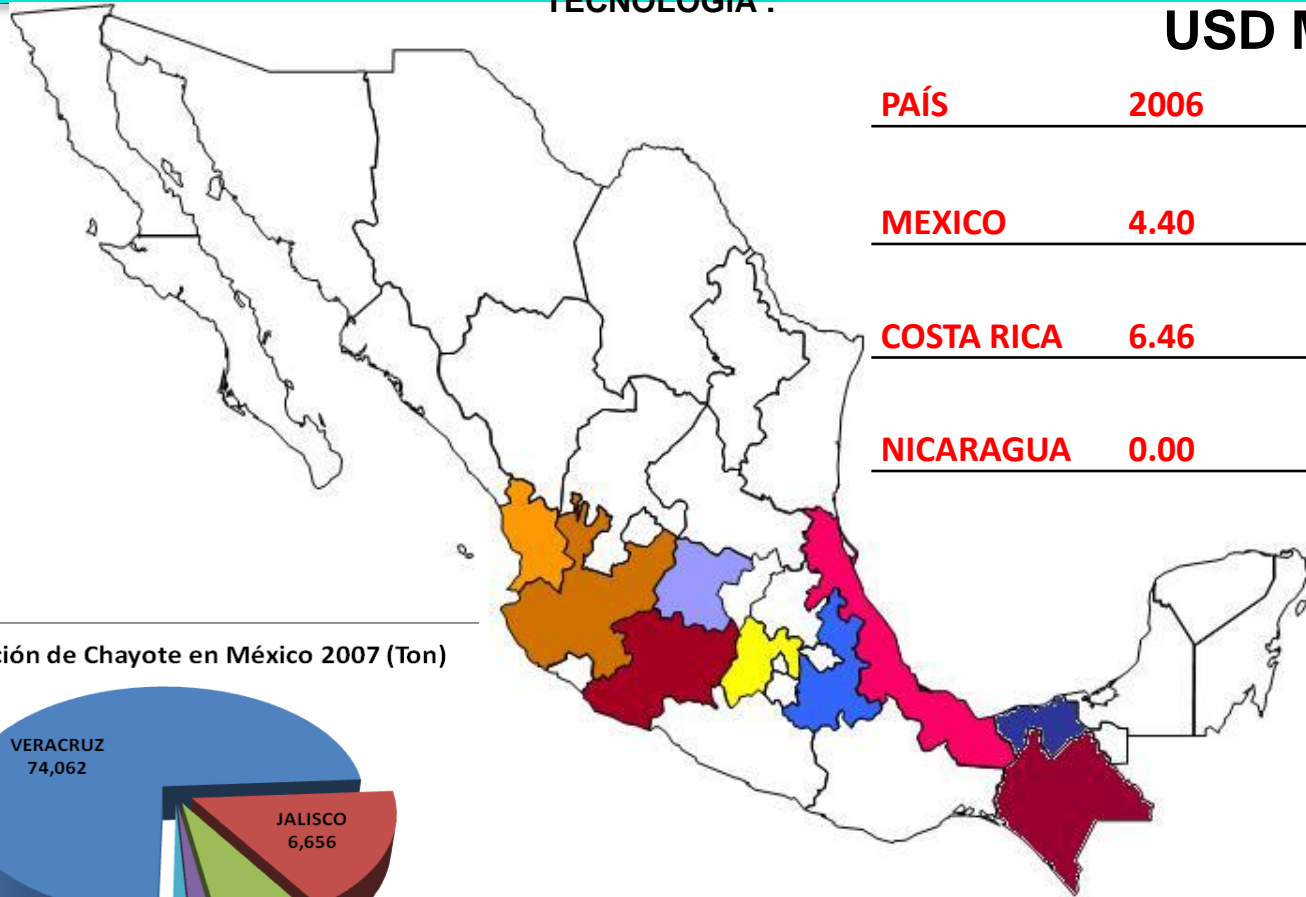 TECNOLOGÍA :
USD M
PAÍS 2006
MEXICO 4.40
COSTA RICA 6.46
NICARAGUA 0.00
ción de Chayote en México 2007 (Ton)
VERACRUZ
74,062
JALISCO
6,656